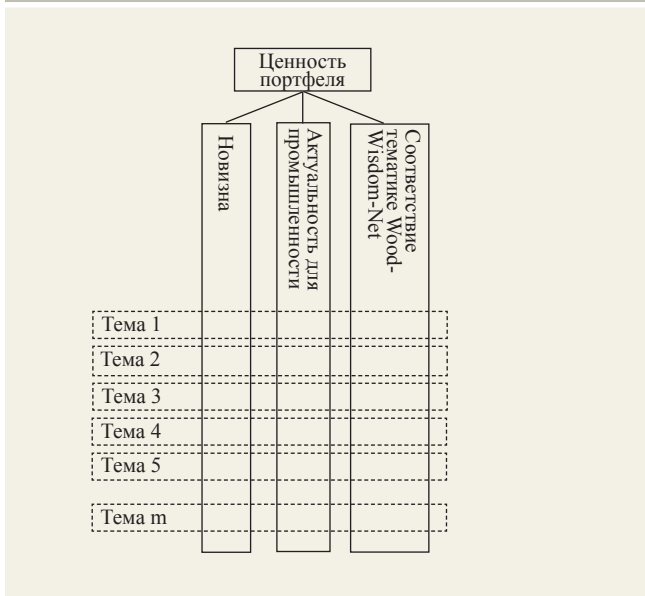 Ценность
портфеля
Новизна
Актуальность для
промышленности
Соответствие
тематике Wood-
Wisdom-Net
Тема 1
Тема 2
Тема 3
Тема 4
Тема 5
Тема m